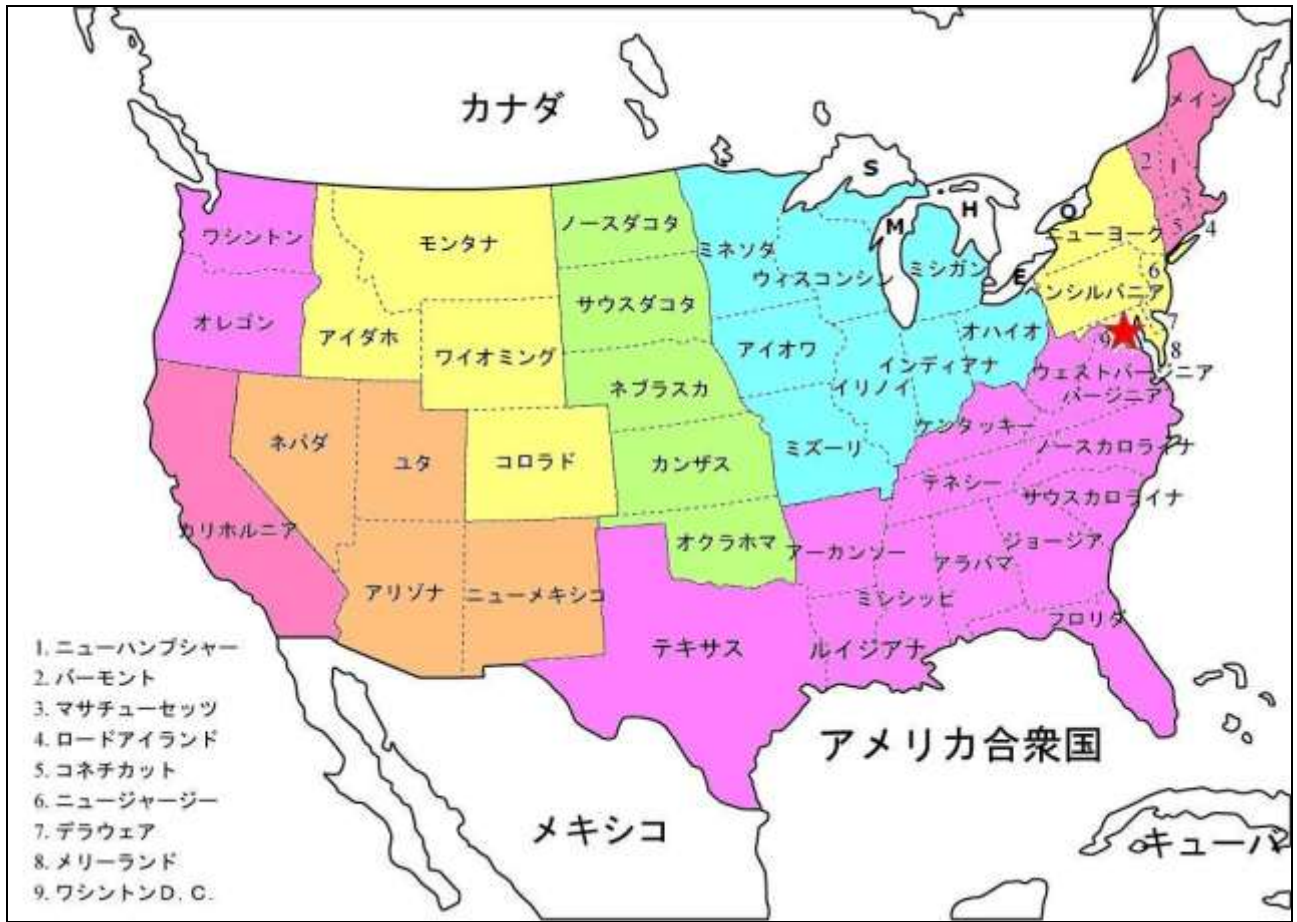 カナダ
メイン
S
H
M
O
E
2
1
3
5
4
ワシントン
モンタナ
ノースダコタ
ミネソダ
ウィスコンシン
ミシガン
ニューヨーク
6
オレゴン
アイダホ
ワイオミング
サウスダコタ
アイオワ
オハイオ
ペンシルバニア
7
9
8
ネブラスカ
イリノイ
インディアナ
ウェストバージニア
バージニア
ネバダ
ユタ
コロラド
カンザス
ミズーリ
ケンタッキー
ノースカロライナ
テネシー
サウスカロライナ
カリホルニア
オクラホマ
アーカンソー
アラバマ
ジョージア
アリゾナ
ニューメキシコ
ミシシッピ
フロリダ
テキサス
ルイジアナ
アメリカ合衆国
メキシコ
キューバ
1. ニューハンプシャー
2. バーモント
3. マサチューセッツ
4. ロードアイランド
5. コネチカット
6. ニュージャージー
7. デラウェア
8. メリーランド
9. ワシントンD. C.